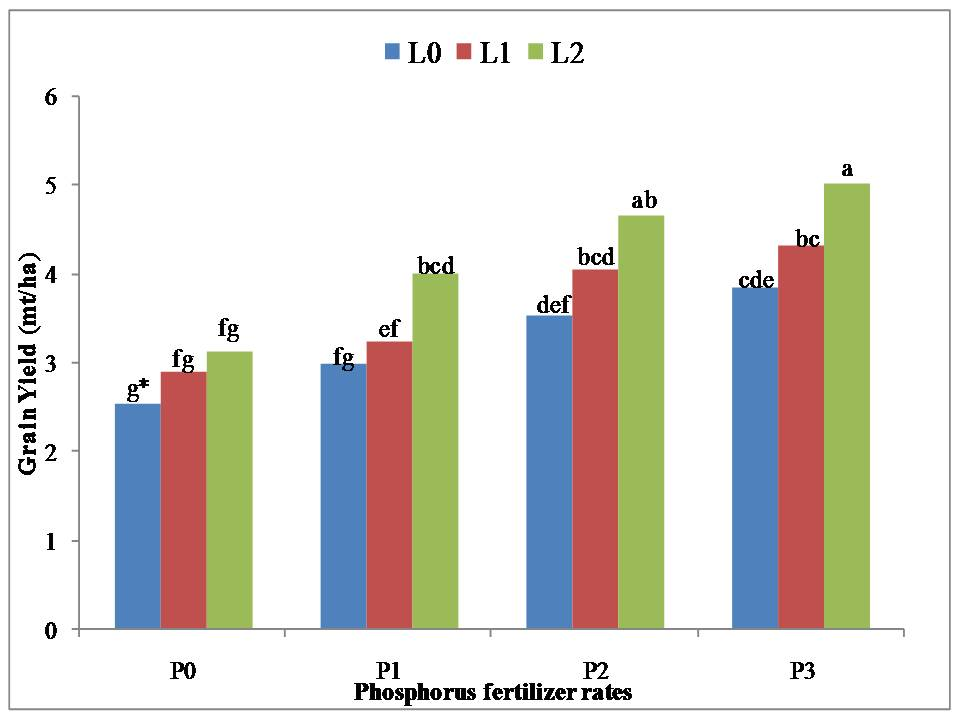 L0 L1 L2
6
5
4
3
2
1
0
Grain Yield (mt/ha)
g* fg fg
fg ef bcd
def bcd ab
cde bc a
P0 P1 P2 P3
Phosphorus fertilizer rates